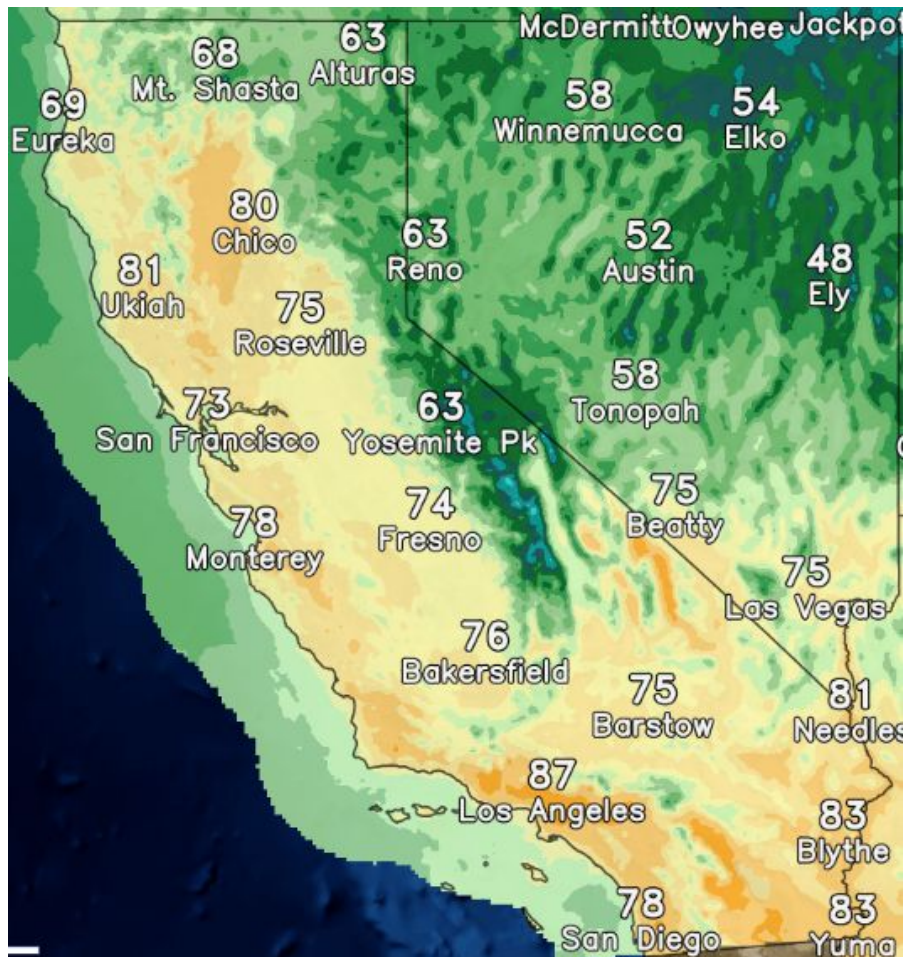 McDermitt
Owyhee
Jackpot
63
Alturas
68
Mt. Shasta
58
Winnemucca
54
Elko
69
Eureka
80
Chico
63
Reno
52
Austin
48
Ely
81
Ukiah
75
Roseville
58
Tonopah
73
San Francisco
63
Yosemite Pk
74
Fresno
75
Beatty
78
Monterey
75
Las Vegas
76
Bakersfield
75
Barstow
81
Needles
87
Los Angeles
83
Blythe
78
San Diego
83
Yuma